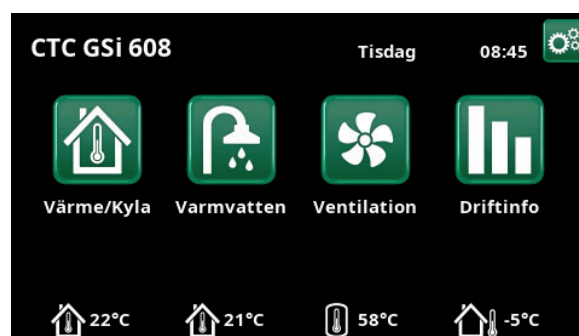 CTC GSi 608 Tisdag 08:45
Värme/Kyla Varmvatten Ventilation Driftinfo
22°C 21°C 58°C -5°C